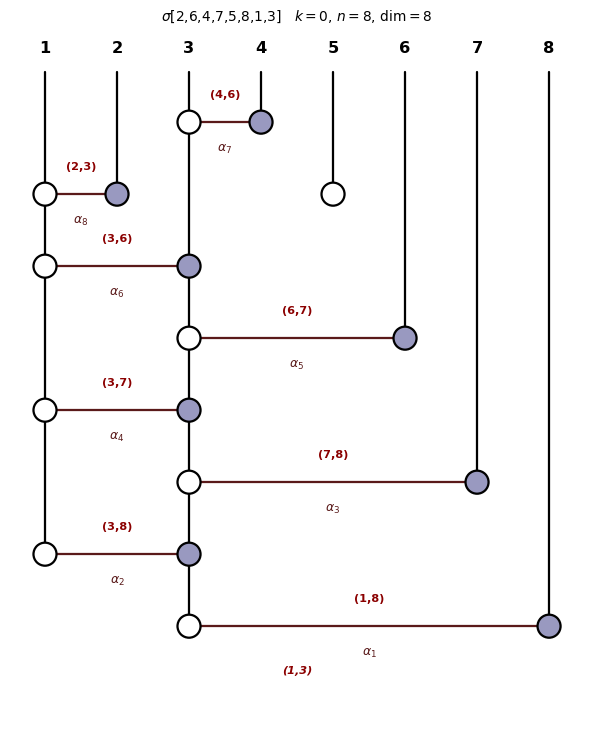 σ[2,6,4,7,5,8,1,3] k=0, n=8, dim=8
1 2 3 4 5 6 7 8
(4,6)
α₇
(2,3)
α₈
(3,6)
α₆
(6,7)
α₅
(3,7)
α₄
(7,8)
α₃
(3,8)
α₂
(1,8)
α₁
(1,3)